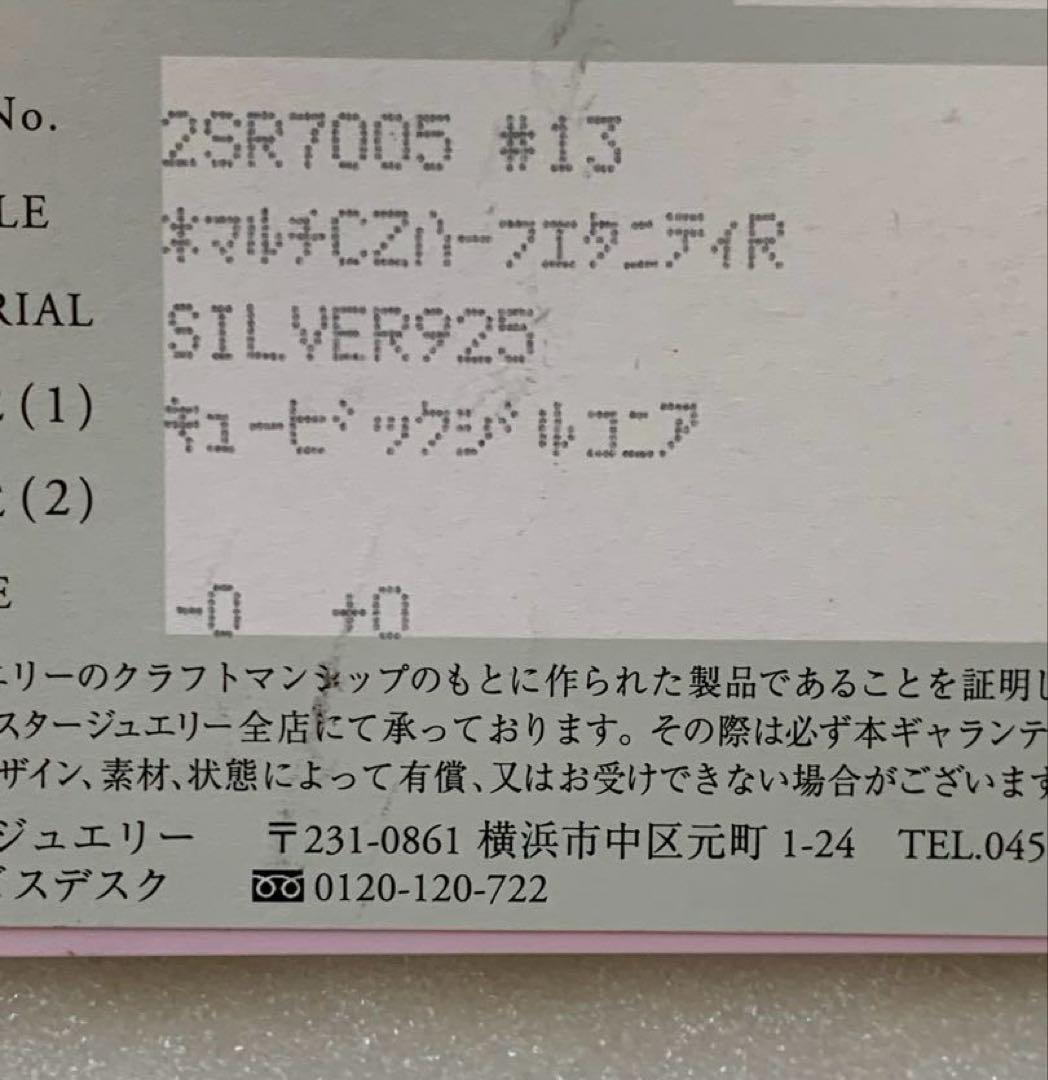 No. 2SR7005 #13
LE *マルチCZハーフエタニティR
RIAL SILVER925
(1) キュービックジルコニア
(2)
E -0 +0
エリーのクラフトマンシップのもとに作られた製品であることを証明し
スタージュエリー全店にて承っております。その際は必ず本ギャランテ
ザイン、素材、状態によって有償、又はお受けできない場合がございます
ジュエリー 〒231-0861 横浜市中区元町 1-24 TEL.045
ビスデスク 0120-120-722